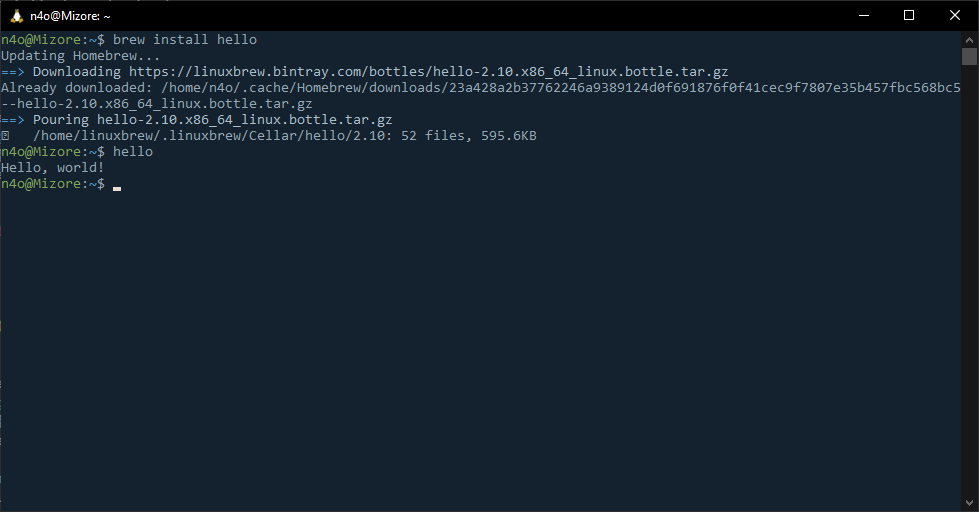 n4o@Mizore: ~
n4o@Mizore:~$ brew install hello
Updating Homebrew...
==> Downloading https://linuxbrew.bintray.com/bottles/hello-2.10.x86_64_linux.bottle.tar.gz
Already downloaded: /home/n4o/.cache/Homebrew/downloads/23a428a2b37762246a9389124d0f691876f0f41cec9f7807e35b457fbc568bc5
--hello-2.10.x86_64_linux.bottle.tar.gz
==> Pouring hello-2.10.x86_64_linux.bottle.tar.gz
/home/linuxbrew/.linuxbrew/Cellar/hello/2.10: 52 files, 595.6KB
n4o@Mizore:~$ hello
Hello, world!
n4o@Mizore:~$